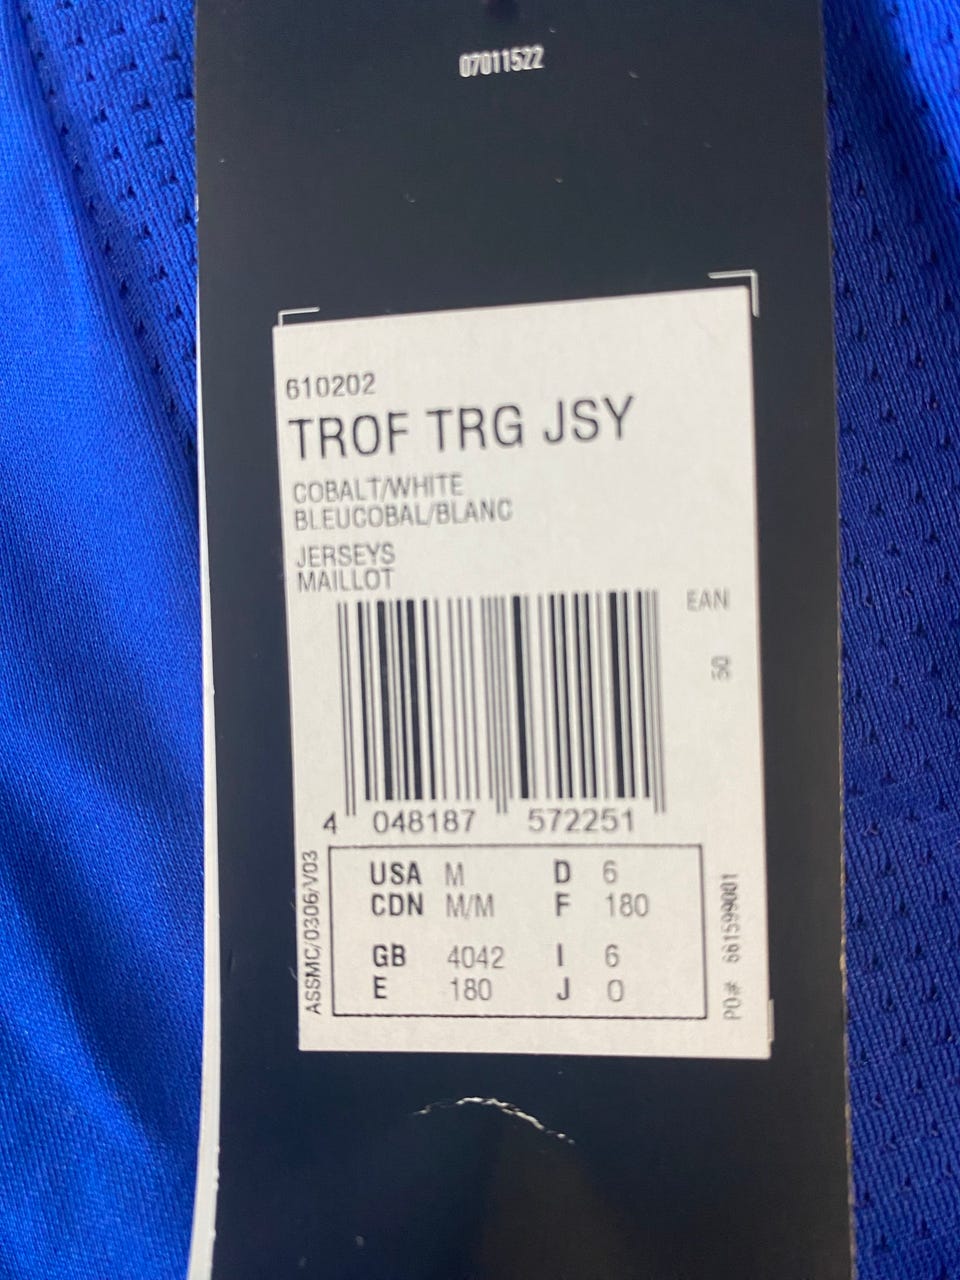 07011522
610202
TROF TRG JSY
COBALT/WHITE
BLEUCOBAL/BLANC
JERSEYS
MAILLOT
EAN
50
4 048187 572251
ASSMC/0306/V03
USA M D 6
CDN M/M F 180
GB 4042 I 6
E 180 J 0
PO# 661599001